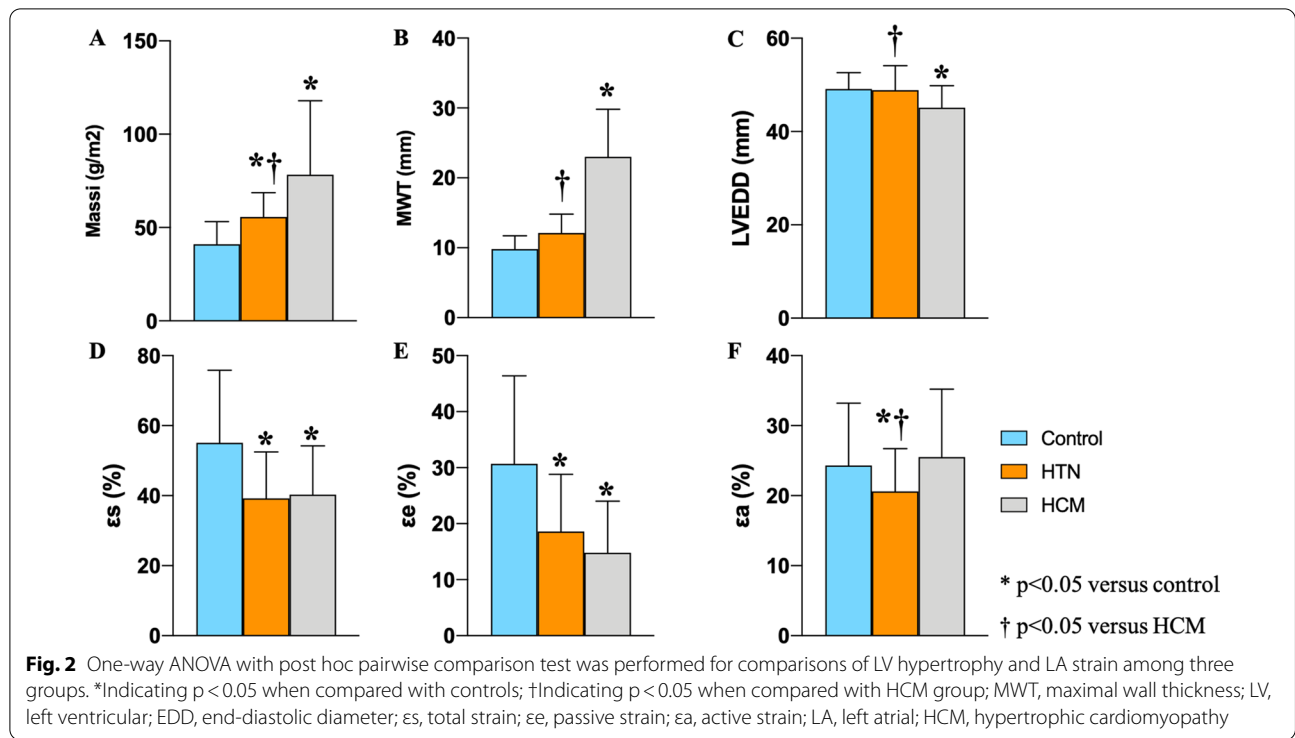 A
150
100
50
0
Massi (g/m2)
*†
*
B
40
30
20
10
0
MWT (mm)
†
*
C
60
40
20
0
LVEDD (mm)
†
*
D
80
60
40
20
0
εs (%)
*
*
E
50
40
30
20
10
0
εe (%)
*
*
F
40
30
20
10
0
εa (%)
*†
Control
HTN
HCM
* p<0.05 versus control
† p<0.05 versus HCM
Fig. 2 One-way ANOVA with post hoc pairwise comparison test was performed for comparisons of LV hypertrophy and LA strain among three
groups. *Indicating p < 0.05 when compared with controls; †Indicating p < 0.05 when compared with HCM group; MWT, maximal wall thickness; LV,
left ventricular; EDD, end-diastolic diameter; εs, total strain; εe, passive strain; εa, active strain; LA, left atrial; HCM, hypertrophic cardiomyopathy